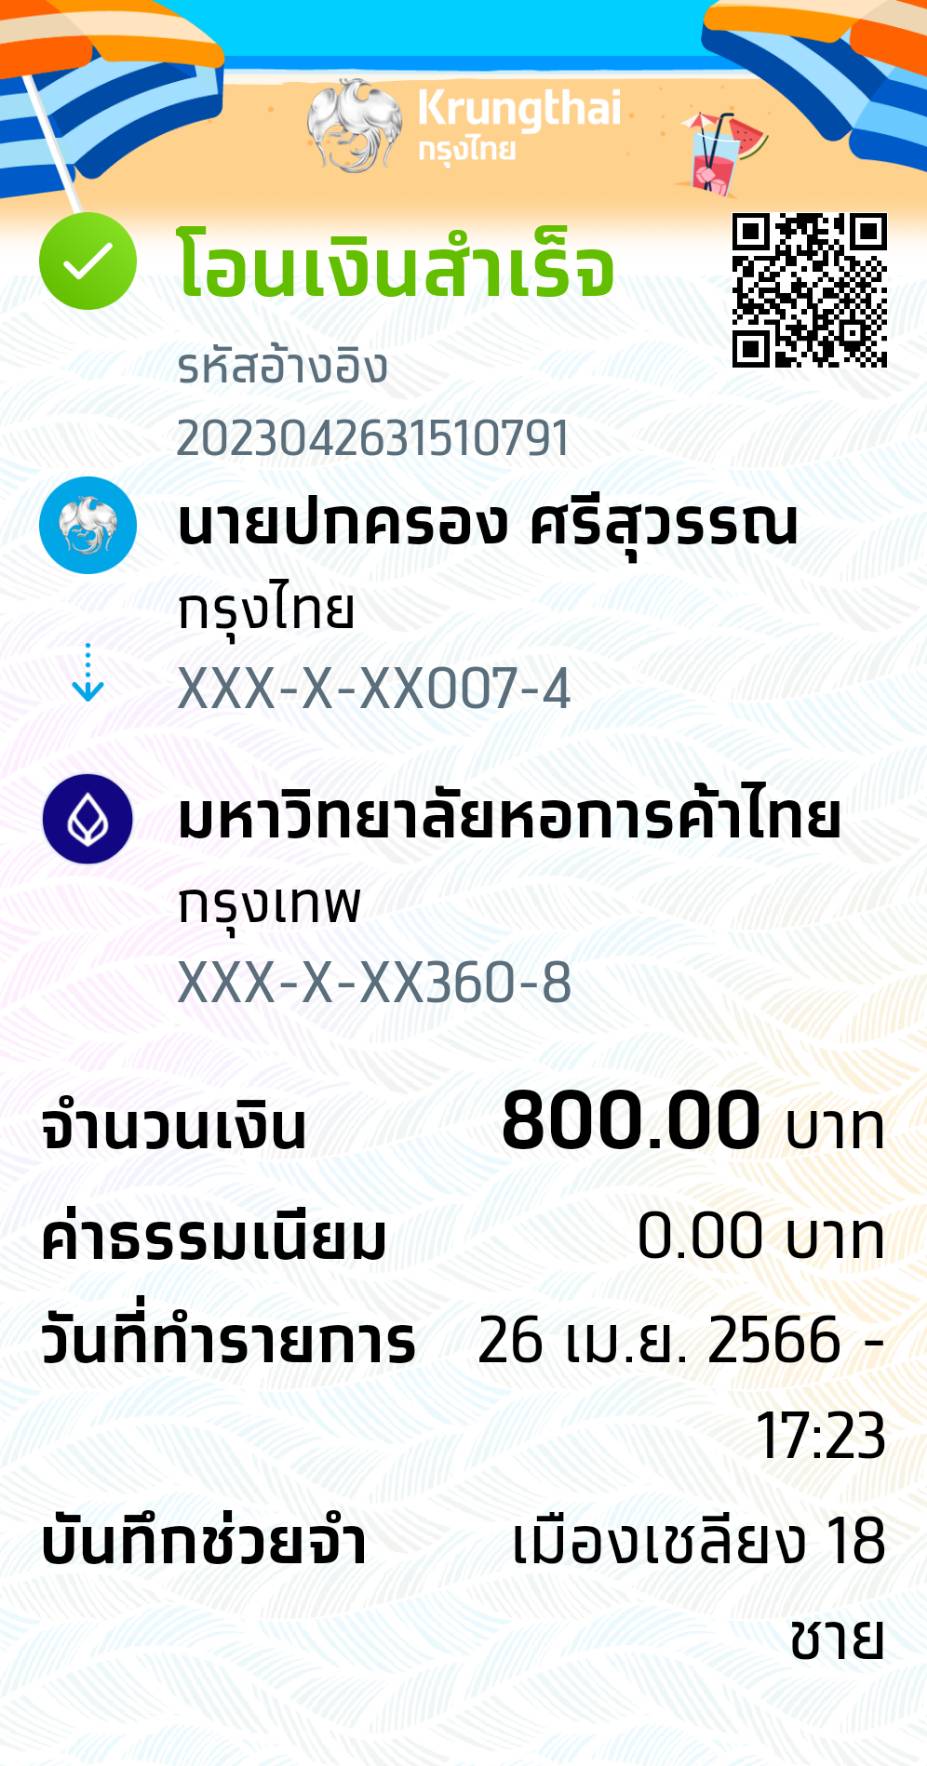 Krungthai
กรุงไทย
โอนเงินสำเร็จ
รหัสอ้างอิง
2023042631510791
นายปกครอง ศรีสุวรรณ
กรุงไทย
XXX-X-XX007-4
มหาวิทยาลัยหอการค้าไทย
กรุงเทพ
XXX-X-XX360-8
จำนวนเงิน 800.00 บาท
ค่าธรรมเนียม 0.00 บาท
วันที่ทำรายการ 26 เม.ย. 2566 -
17:23
บันทึกช่วยจำ เมืองเชลียง 18
ชาย